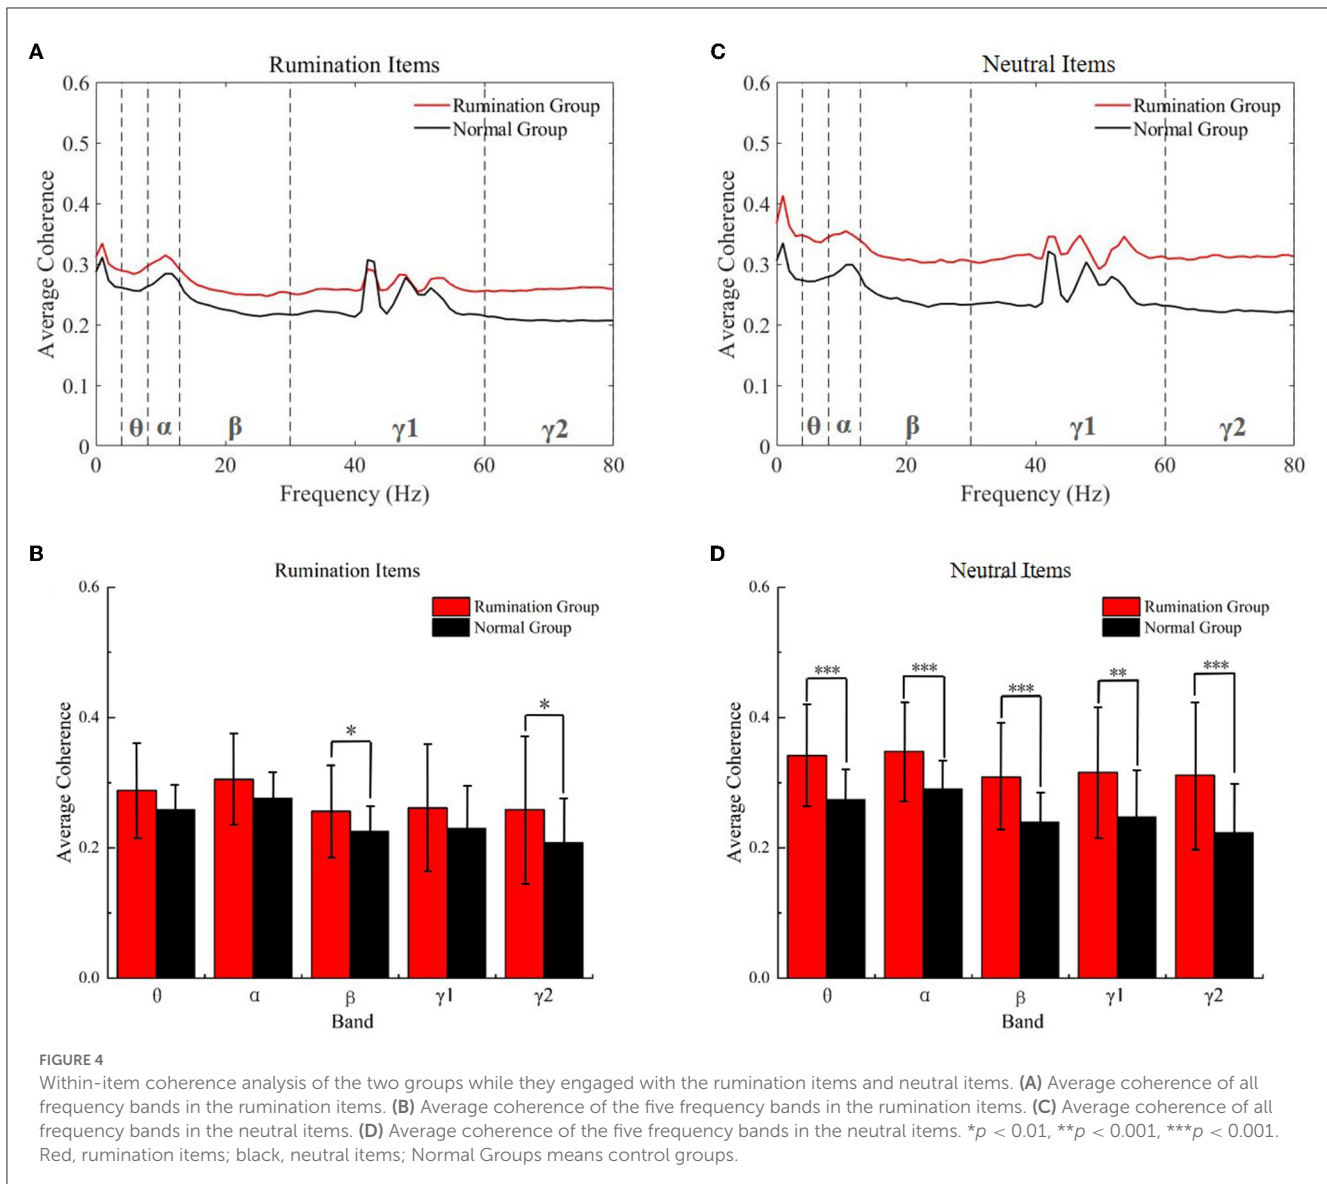 A
Rumination Items
0.6
0.5
0.4
0.3
0.2
0.1
0
Average Coherence
Rumination Group
Normal Group
θ α β γ1 γ2
0 20 40 60 80
Frequency (Hz)
C
Neutral Items
0.6
0.5
0.4
0.3
0.2
0.1
0
Average Coherence
Rumination Group
Normal Group
θ α β γ1 γ2
0 20 40 60 80
Frequency (Hz)
B
Rumination Items
0.6
0.4
0.2
0.0
Average Coherence
Rumination Group
Normal Group
*
*
θ α β γ1 γ2
Band
D
Neutral Items
0.6
0.4
0.2
0.0
Average Coherence
Rumination Group
Normal Group
*** *** *** ** ***
θ α β γ1 γ2
Band
FIGURE 4
Within-item coherence analysis of the two groups while they engaged with the rumination items and neutral items. (A) Average coherence of all
frequency bands in the rumination items. (B) Average coherence of the five frequency bands in the rumination items. (C) Average coherence of all
frequency bands in the neutral items. (D) Average coherence of the five frequency bands in the neutral items. *p < 0.01, **p < 0.001, ***p < 0.001.
Red, rumination items; black, neutral items; Normal Groups means control groups.